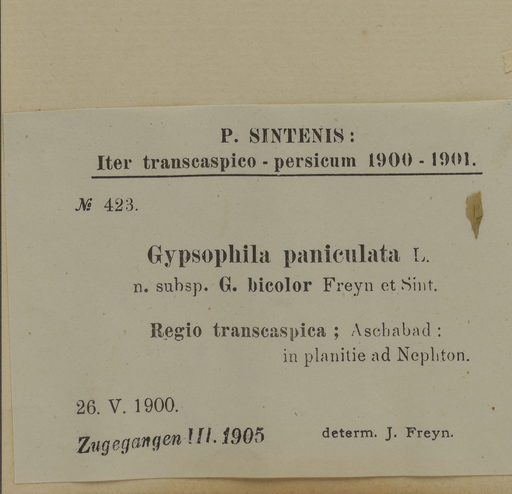 P. SINTENIS:
Iter transcaspico - persicum 1900 - 1901.
№ 423.
Gypsophila paniculata L.
n. subsp. G. bicolor Freyn et Sint.
Regio transcaspica ; Aschabad :
in planitie ad Nephton.
26. V. 1900.
Zugegangen III. 1905
determ. J. Freyn.